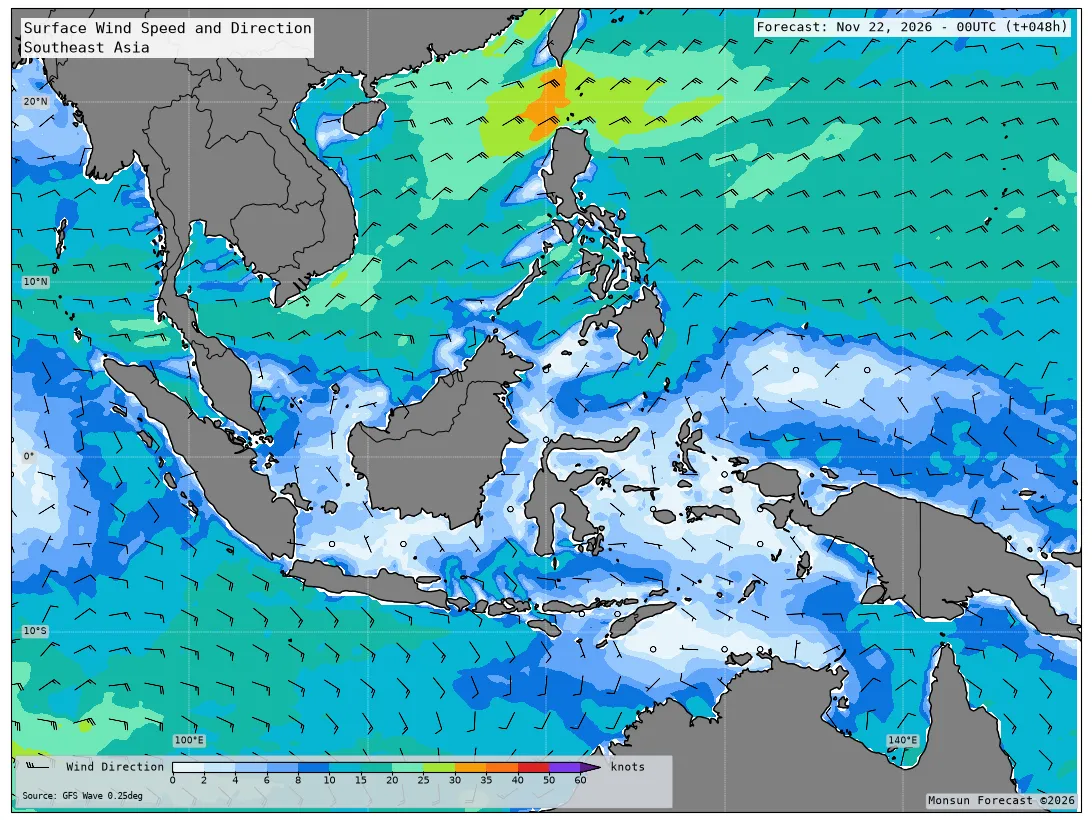 Surface Wind Speed and Direction
Southeast Asia
Forecast: Nov 22, 2026 - 00UTC (t+048h)
20°N
10°N
0°
10°S
100°E
140°E
Wind Direction
0 2 4 6 8 10 15 20 25 30 35 40 50 60
knots
Source: GFS Wave 0.25deg
Monsun Forecast ©2026